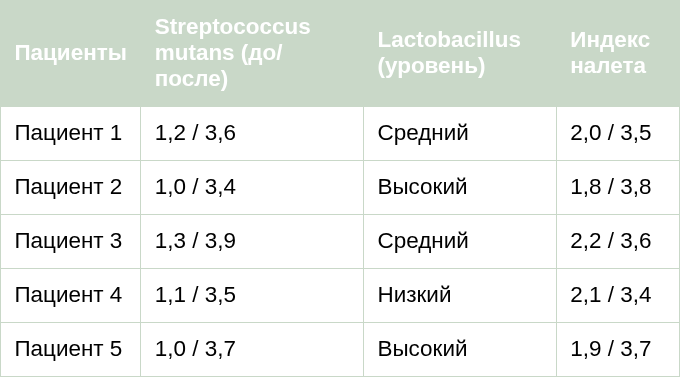 Пациенты
Streptococcus
mutans (до/
после)
Lactobacillus
(уровень)
Индекс
налета
Пациент 1 1,2 / 3,6 Средний 2,0 / 3,5
Пациент 2 1,0 / 3,4 Высокий 1,8 / 3,8
Пациент 3 1,3 / 3,9 Средний 2,2 / 3,6
Пациент 4 1,1 / 3,5 Низкий 2,1 / 3,4
Пациент 5 1,0 / 3,7 Высокий 1,9 / 3,7